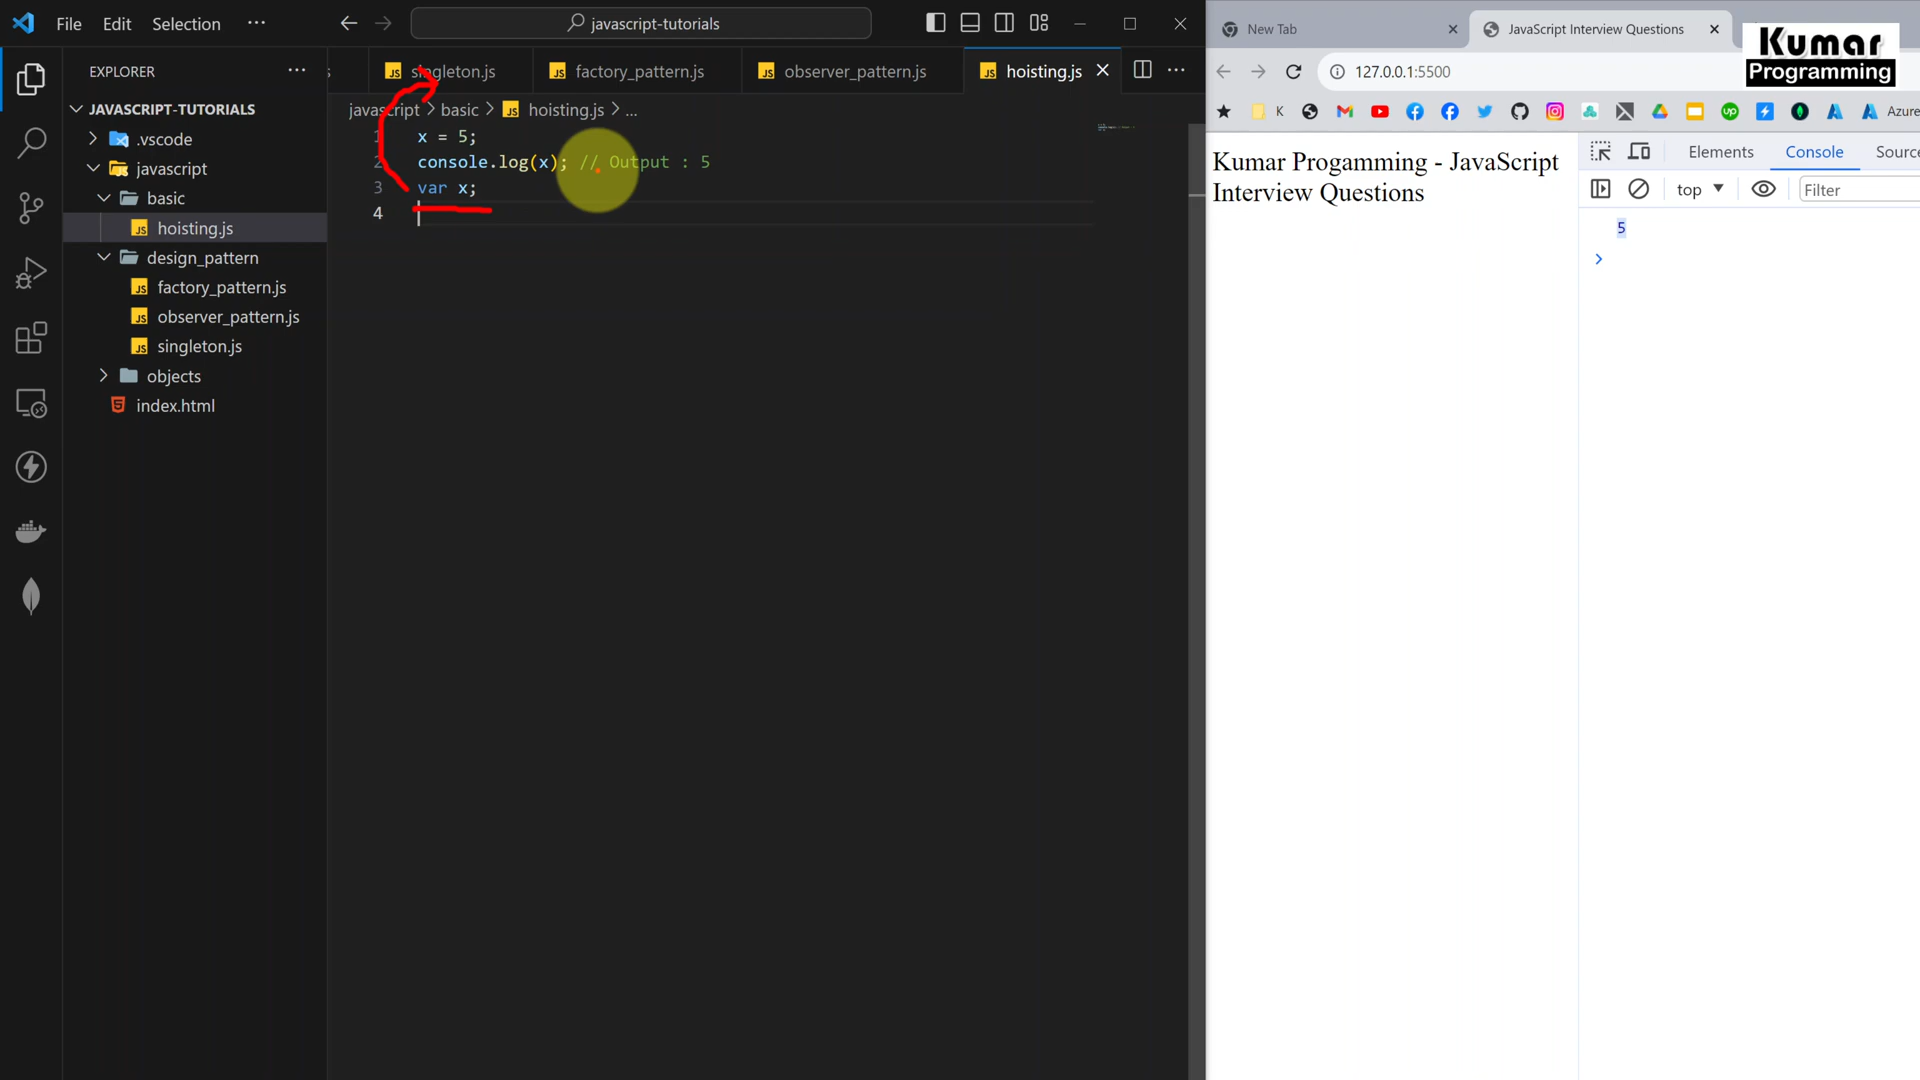 File Edit Selection ··· javascript-tutorials
EXPLORER ···
JAVASCRIPT-TUTORIALS
.vscode
javascript
basic
hoisting.js
design_pattern
factory_pattern.js
observer_pattern.js
singleton.js
objects
index.html
s singleton.js factory_pattern.js observer_pattern.js hoisting.js ···
javascript > basic > hoisting.js > ...
1 x = 5;
2 console.log(x); // Output : 5
3 var x;
4
New Tab JavaScript Interview Questions
Kumar
Programming
127.0.0.1:5500
K Azure
Kumar Progamming - JavaScript
Interview Questions
Elements Console Sourc
top Filter
5